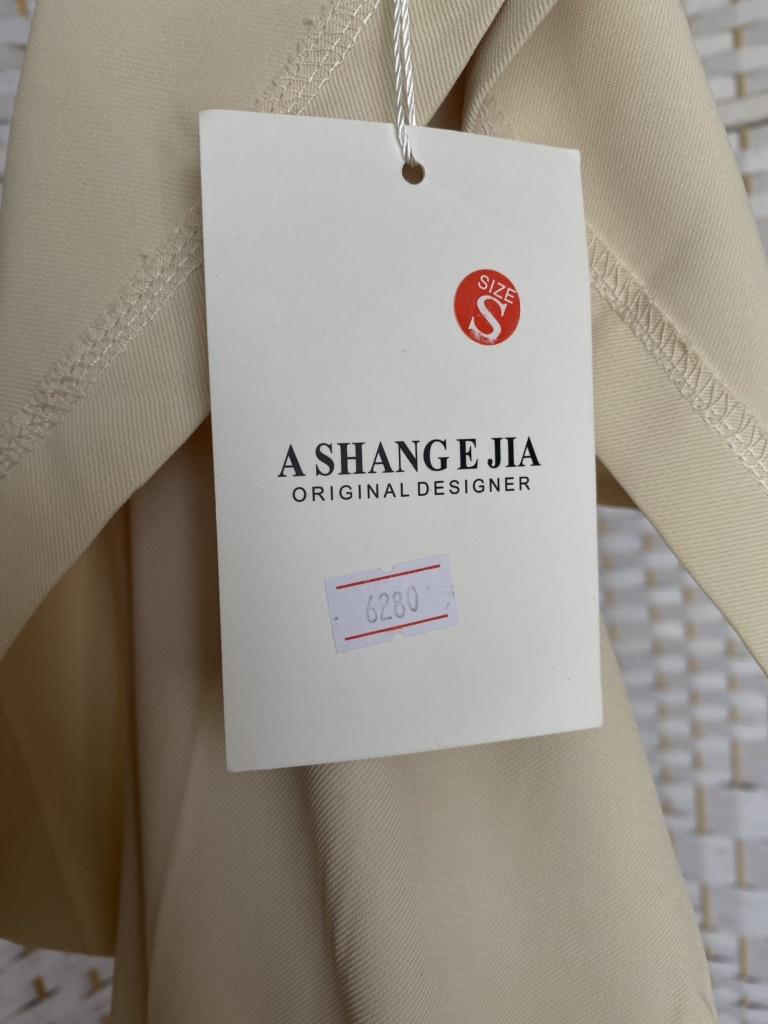 SIZE
S
A SHANG E JIA
ORIGINAL DESIGNER
6280